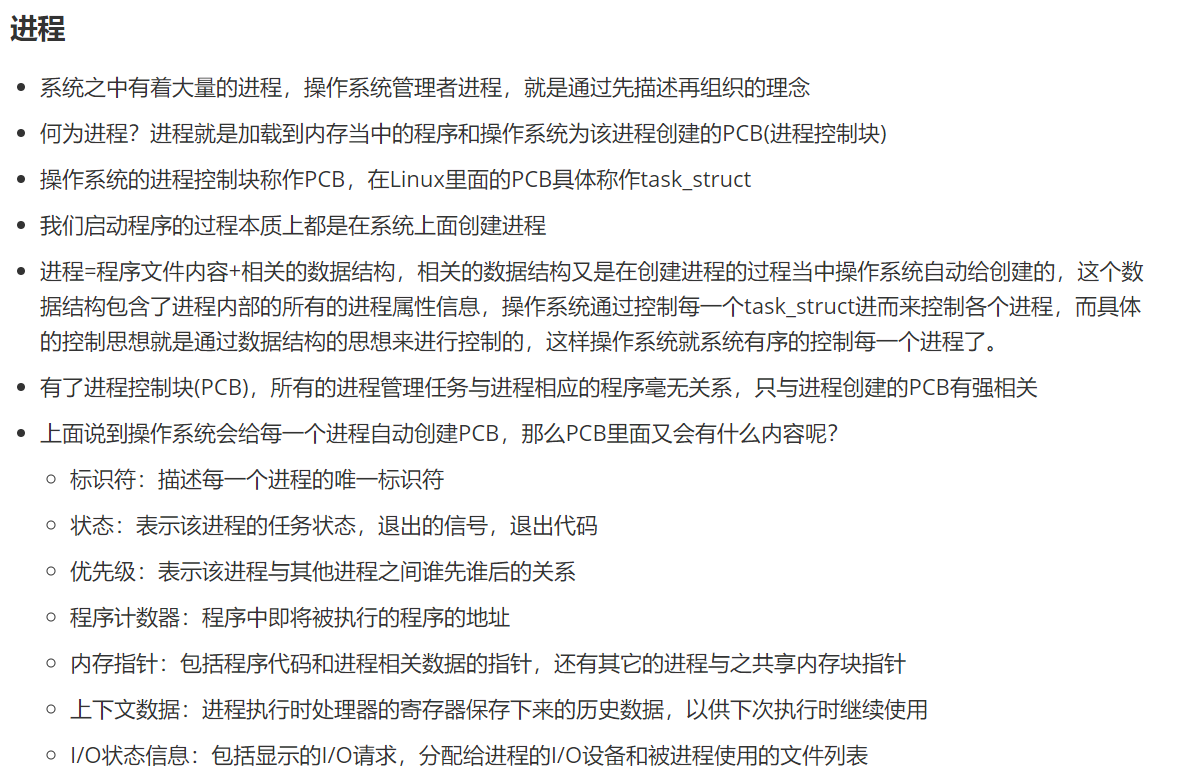 进程
系统之中有着大量的进程，操作系统管理者进程，就是通过先描述再组织的理念
何为进程？进程就是加载到内存当中的程序和操作系统为该进程创建的PCB(进程控制块)
操作系统的进程控制块称作PCB，在Linux里面的PCB具体称作task_struct
我们启动程序的过程本质上都是在系统上面创建进程
进程=程序文件内容+相关的数据结构，相关的数据结构又是在创建进程的过程当中操作系统自动给创建的，这个数
据结构包含了进程内部的所有的进程属性信息，操作系统通过控制每一个task_struct进而来控制各个进程，而具体
的控制思想就是通过数据结构的思想来进行控制的，这样操作系统就系统有序的控制每一个进程了。
有了进程控制块(PCB)，所有的进程管理任务与进程相应的程序毫无关系，只与进程创建的PCB有强相关
上面说到操作系统会给每一个进程自动创建PCB，那么PCB里面又会有什么内容呢？
标识符：描述每一个进程的唯一标识符
状态：表示该进程的任务状态，退出的信号，退出代码
优先级：表示该进程与其他进程之间谁先谁后的关系
程序计数器：程序中即将被执行的程序的地址
内存指针：包括程序代码和进程相关数据的指针，还有其它的进程与之共享内存块指针
上下文数据：进程执行时处理器的寄存器保存下来的历史数据，以供下次执行时继续使用
I/O状态信息：包括显示的I/O请求，分配给进程的I/O设备和被进程使用的文件列表